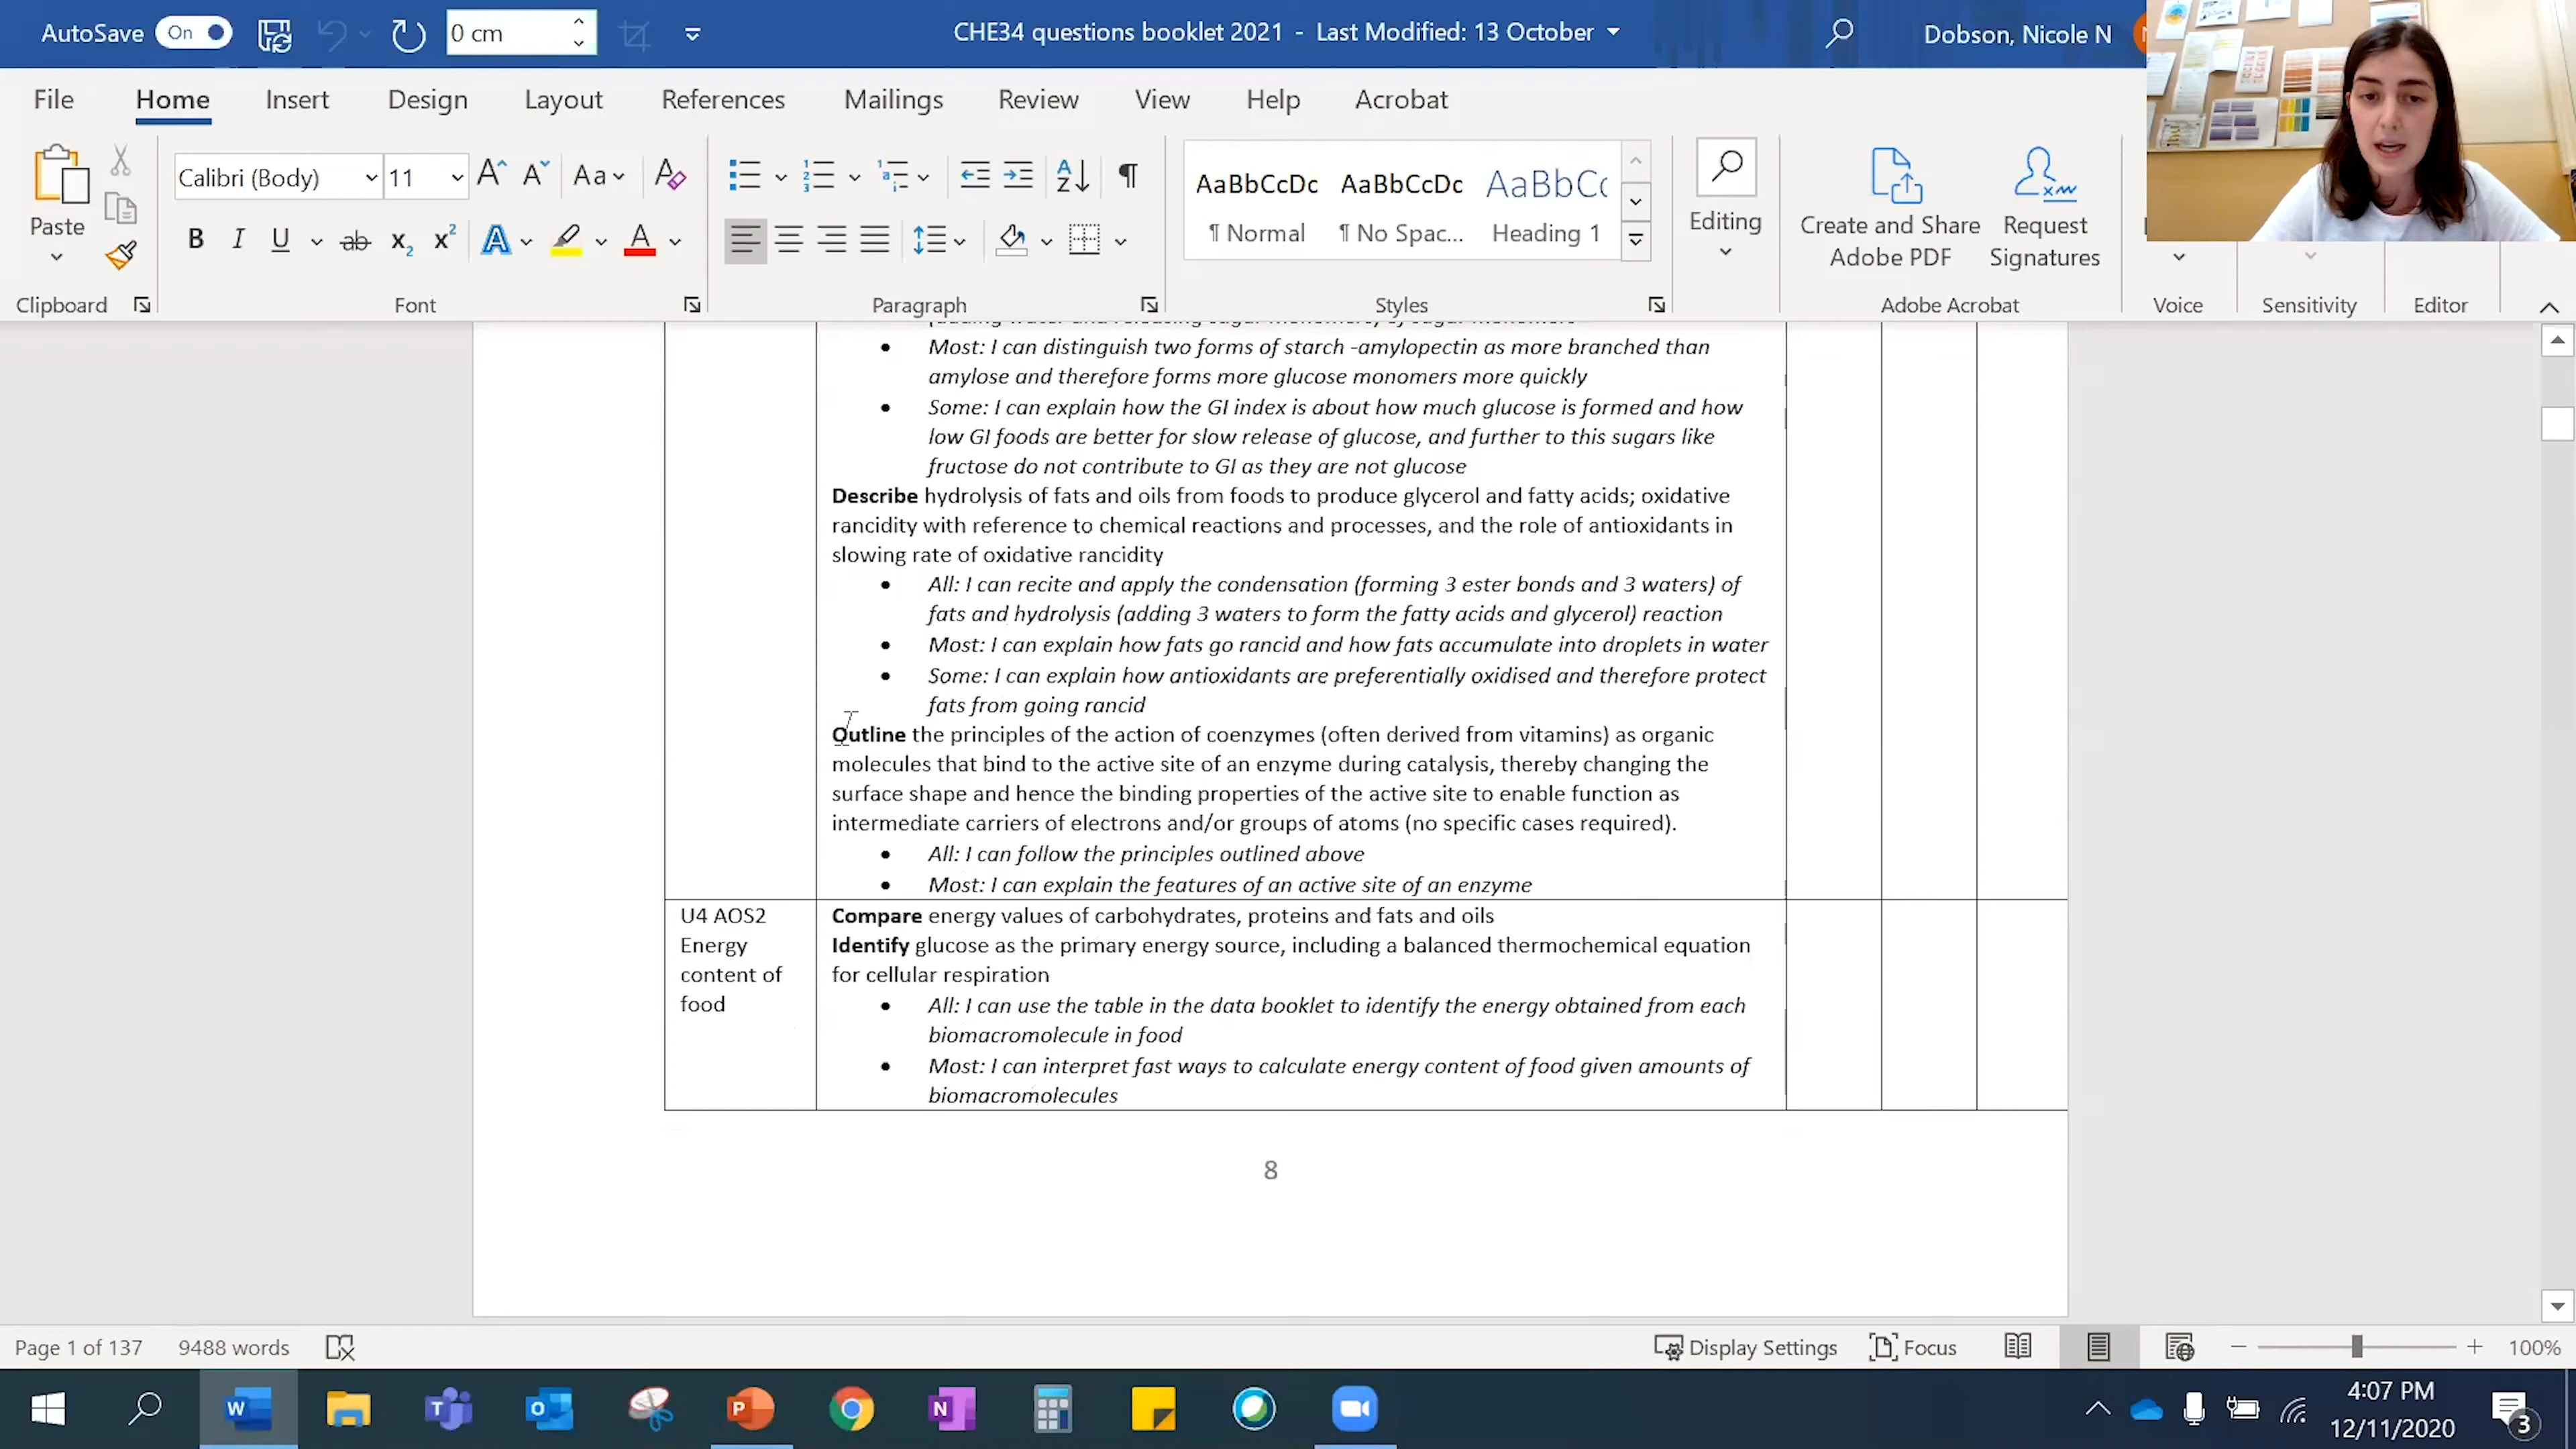 AutoSave On 0 cm CHE34 questions booklet 2021 - Last Modified: 13 October Dobson, Nicole N
File Home Insert Design Layout References Mailings Review View Help Acrobat
Calibri (Body) 11 Aa
Paste
AaBbCcDc AaBbCcDc AaBbCc
¶ Normal ¶ No Spac... Heading 1
Editing
Create and Share
Adobe PDF
Request
Signatures
Clipboard Font Paragraph Styles Adobe Acrobat Voice Sensitivity Editor
Most: I can distinguish two forms of starch -amylopectin as more branched than
amylose and therefore forms more glucose monomers more quickly
Some: I can explain how the GI index is about how much glucose is formed and how
low GI foods are better for slow release of glucose, and further to this sugars like
fructose do not contribute to GI as they are not glucose
Describe hydrolysis of fats and oils from foods to produce glycerol and fatty acids; oxidative
rancidity with reference to chemical reactions and processes, and the role of antioxidants in
slowing rate of oxidative rancidity
All: I can recite and apply the condensation (forming 3 ester bonds and 3 waters) of
fats and hydrolysis (adding 3 waters to form the fatty acids and glycerol) reaction
Most: I can explain how fats go rancid and how fats accumulate into droplets in water
Some: I can explain how antioxidants are preferentially oxidised and therefore protect
fats from going rancid
Outline the principles of the action of coenzymes (often derived from vitamins) as organic
molecules that bind to the active site of an enzyme during catalysis, thereby changing the
surface shape and hence the binding properties of the active site to enable function as
intermediate carriers of electrons and/or groups of atoms (no specific cases required).
All: I can follow the principles outlined above
Most: I can explain the features of an active site of an enzyme
U4 AOS2
Energy
content of
food
Compare energy values of carbohydrates, proteins and fats and oils
Identify glucose as the primary energy source, including a balanced thermochemical equation
for cellular respiration
All: I can use the table in the data booklet to identify the energy obtained from each
biomacromolecule in food
Most: I can interpret fast ways to calculate energy content of food given amounts of
biomacromolecules
8
Page 1 of 137 9488 words Display Settings Focus 100%
4:07 PM
12/11/2020
3